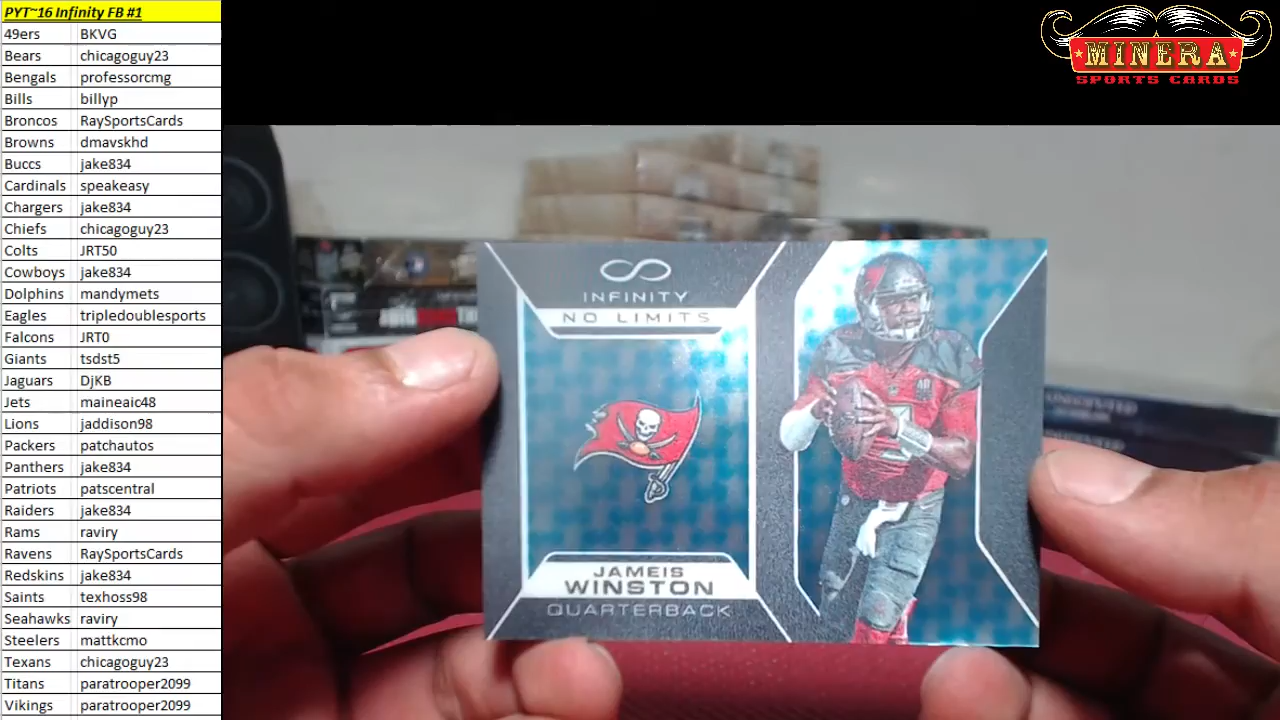 PYT~16 Infinity FB #1
49ers BKVG
Bears chicagoguy23
Bengals professorcmg
Bills billyp
Broncos RaySportsCards
Browns dmavskhd
Buccs jake834
Cardinals speakeasy
Chargers jake834
Chiefs chicagoguy23
Colts JRT50
Cowboys jake834
Dolphins mandymets
Eagles tripledoublesports
Falcons JRT0
Giants tsdst5
Jaguars DjKB
Jets maineaic48
Lions jaddison98
Packers patchautos
Panthers jake834
Patriots patscentral
Raiders jake834
Rams raviry
Ravens RaySportsCards
Redskins jake834
Saints texhoss98
Seahawks raviry
Steelers mattkcmo
Texans chicagoguy23
Titans paratrooper2099
Vikings paratrooper2099
MINERA
SPORTS CARDS
INFINITY
NO LIMITS
JAMEIS
WINSTON
QUARTERBACK